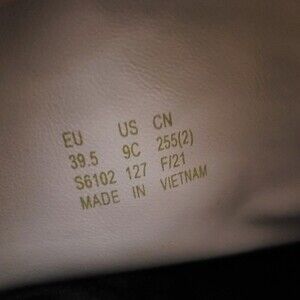 EU US CN
39.5 9C 255(2)
S6102 127 F/21
MADE IN VIETNAM